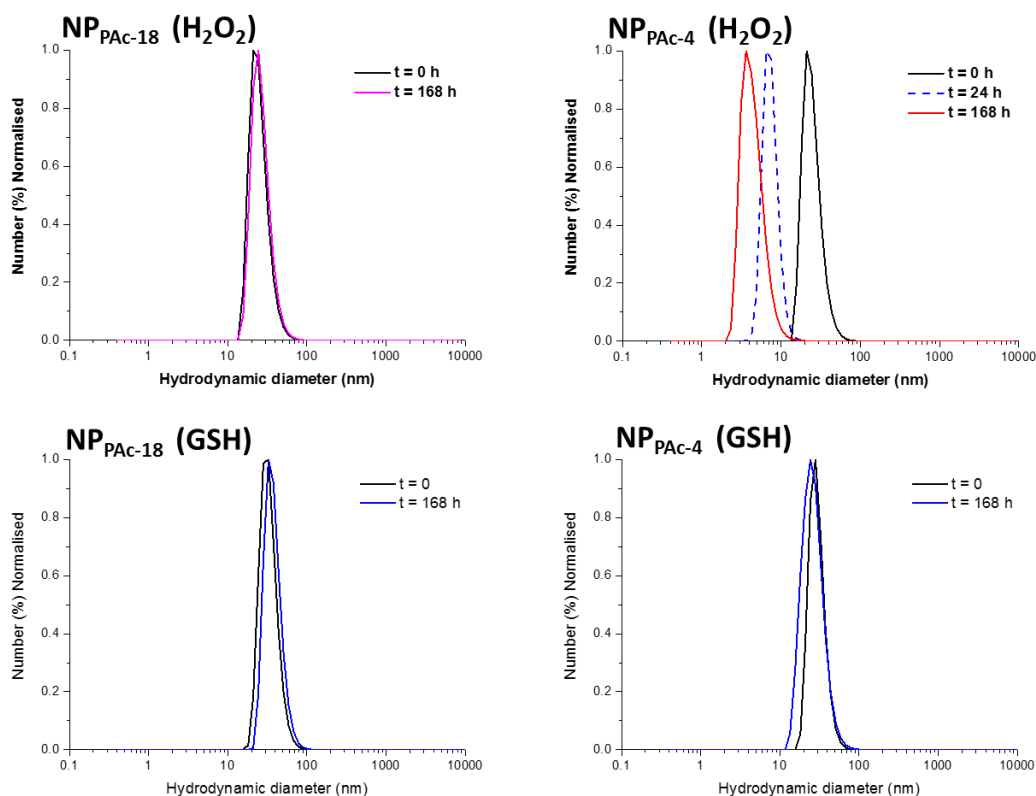 NP_PAc-18 (H₂O₂)
t = 0 h
t = 168 h
Number (%) Normalised
1.0
0.8
0.6
0.4
0.2
0.0
0.1 1 10 100 1000 10000
Hydrodynamic diameter (nm)
NP_PAc-4 (H₂O₂)
t = 0 h
t = 24 h
t = 168 h
Number (%) Normalised
1.0
0.8
0.6
0.4
0.2
0.0
0.1 1 10 100 1000 10000
Hydrodynamic diameter (nm)
NP_PAc-18 (GSH)
t = 0
t = 168 h
Number (%) Normalised
1.0
0.8
0.6
0.4
0.2
0.0
0.1 1 10 100 1000 10000
Hydrodynamic diameter (nm)
NP_PAc-4 (GSH)
t = 0
t = 168 h
Number (%) Normalised
1.0
0.8
0.6
0.4
0.2
0.0
0.1 1 10 100 1000 10000
Hydrodynamic diameter (nm)